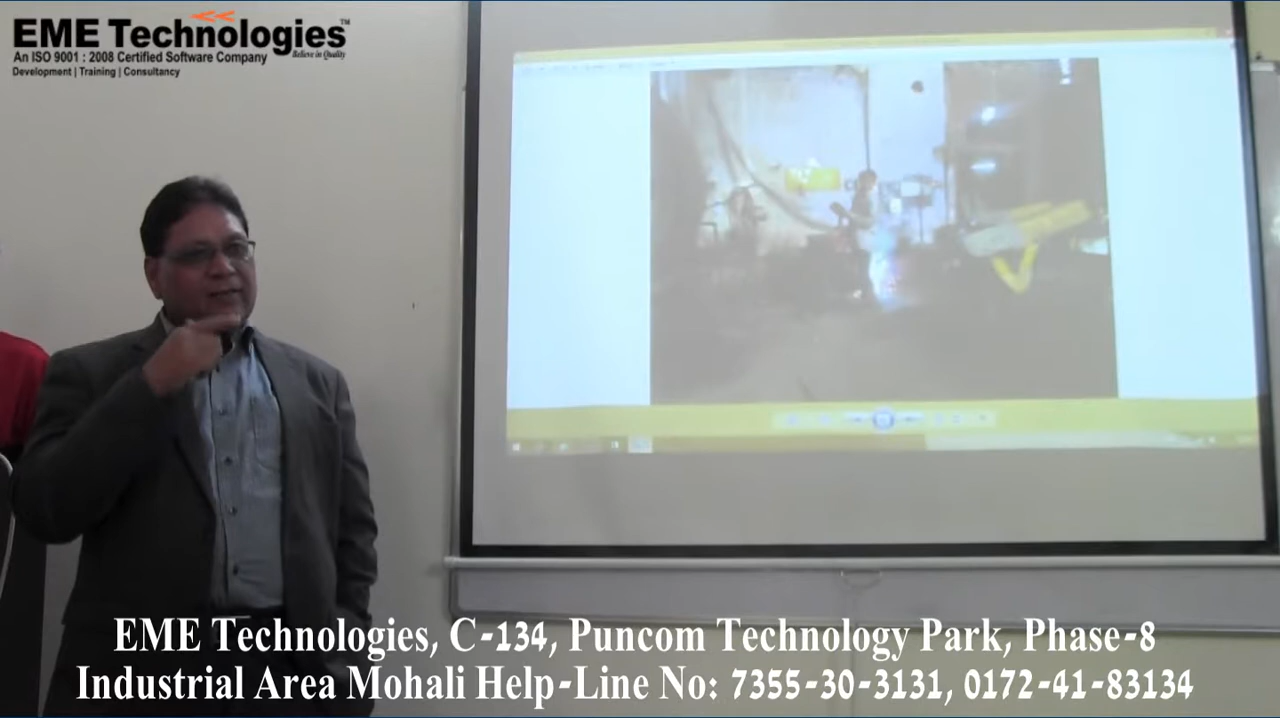 EME Technologies™
An ISO 9001 : 2008 Certified Software Company Believe in Quality
Development | Training | Consultancy
EME Technologies, C-134, Puncom Technology Park, Phase-8
Industrial Area Mohali Help-Line No: 7355-30-3131, 0172-41-83134